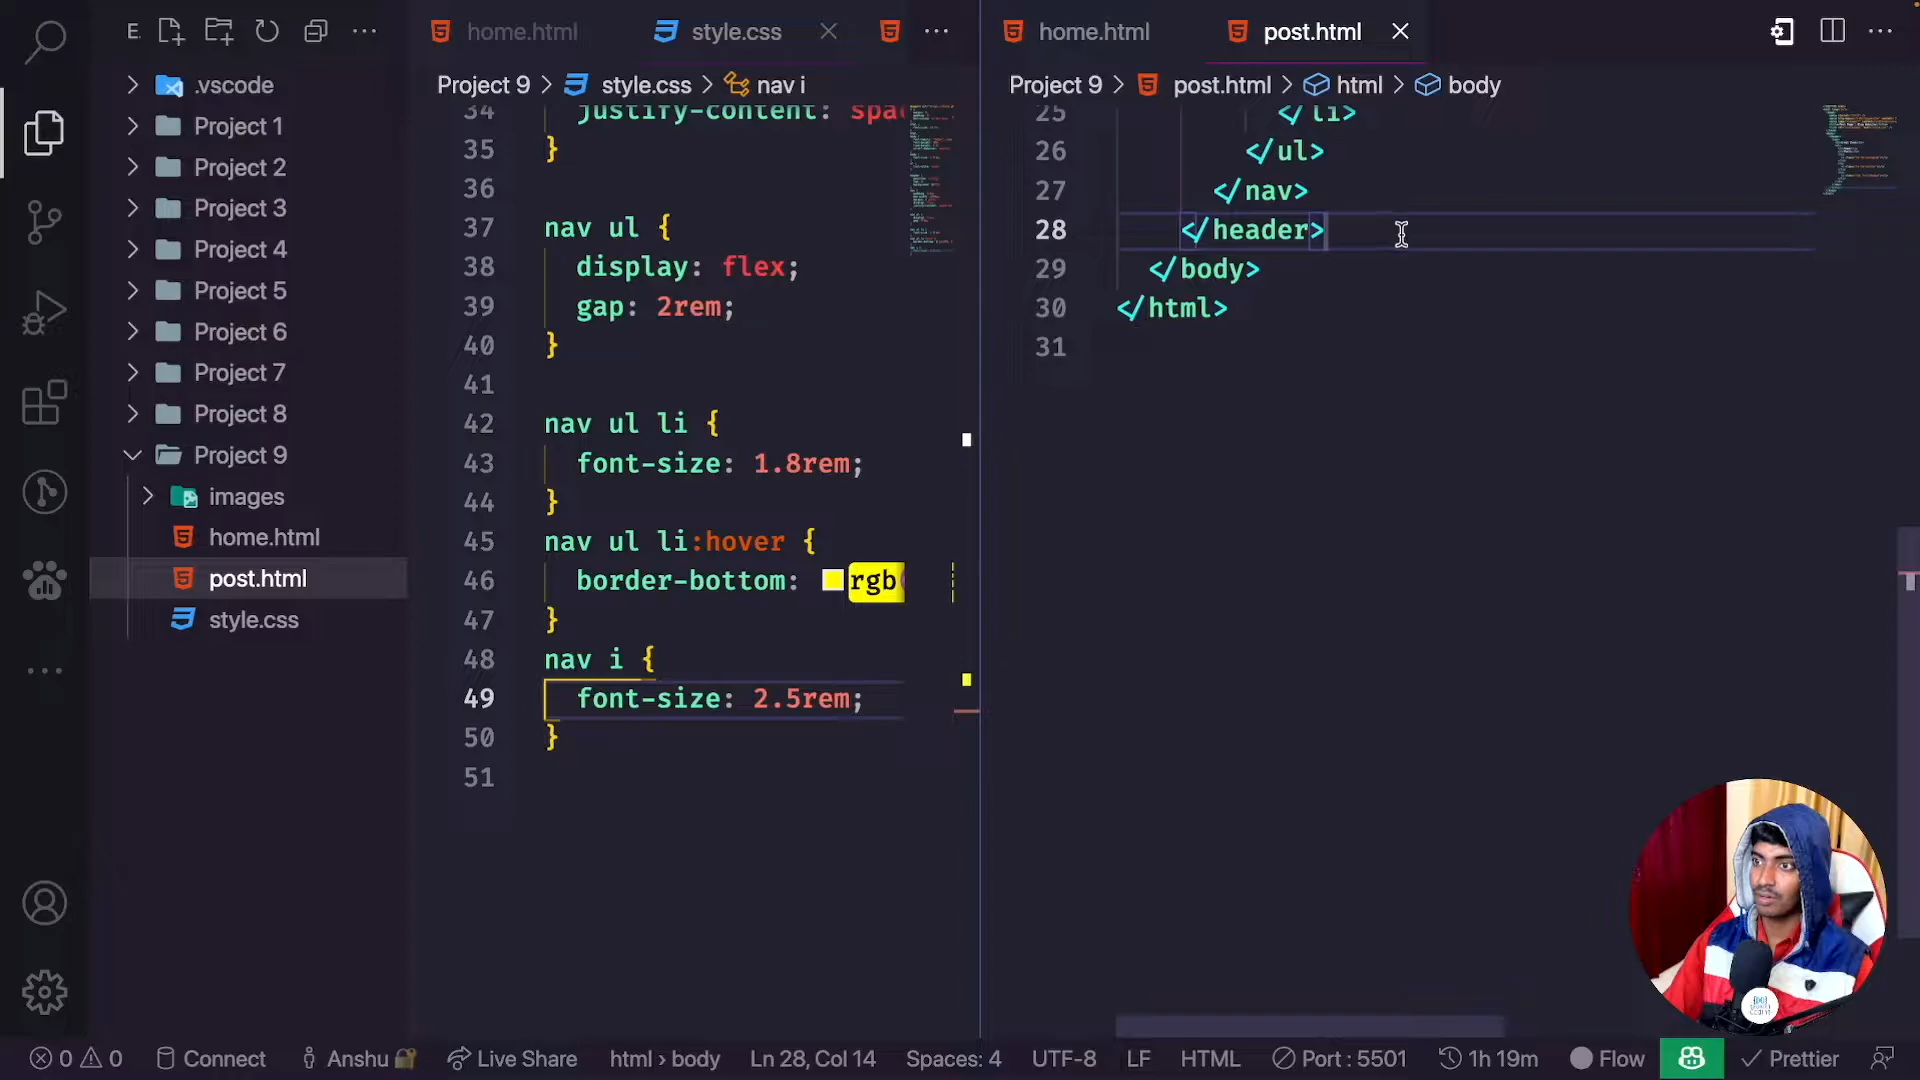 E
.vscode
Project 1
Project 2
Project 3
Project 4
Project 5
Project 6
Project 7
Project 8
Project 9
images
home.html
post.html
style.css
home.html
style.css
Project 9 > style.css > nav i
34 justify-content: spa
35 }
36
37 nav ul {
38 display: flex;
39 gap: 2rem;
40 }
41
42 nav ul li {
43 font-size: 1.8rem;
44 }
45 nav ul li:hover {
46 border-bottom: rgb
47 }
48 nav i {
49 font-size: 2.5rem;
50 }
51
home.html
post.html
Project 9 > post.html > html > body
25 </li>
26 </ul>
27 </nav>
28 </header>
29 </body>
30 </html>
31
0 0 Connect Anshu Live Share html › body Ln 28, Col 14 Spaces: 4 UTF-8 LF HTML Port : 5501 1h 19m Flow Prettier